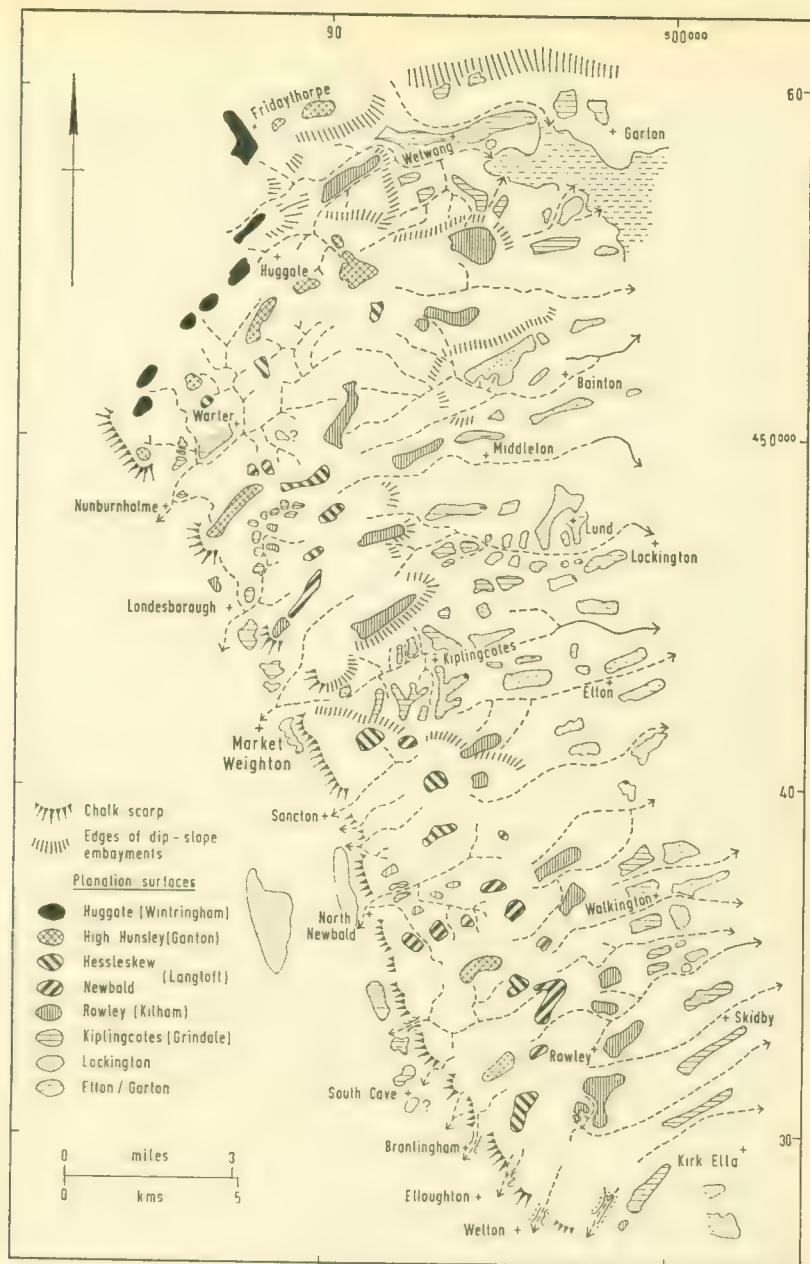 90 500000
60
Fridaythorpe
Garton
Wetwang
Huggate
Bainton
Warter
?
450000
Middleton
Nunburnholme
Lund
Lockington
Londesborough
Kiplingcotes
Etton
Market
Weighton
40
Chalk scarp
Sancton
Edges of dip-slope
embayments
Planation surfaces
North
Newbald
Walkington
Huggate (Wintringham)
High Hunsley (Ganton)
Hessleskew
(Langtoft)
Newbald
Rowley (Kilham)
Skidby
Kiplingcotes (Grindale)
Rowley
Lockington
Etton / Garton
South Cave
?
30
0 miles 3
Brantingham
Kirk Ella
0 kms 5
Elloughton
Welton